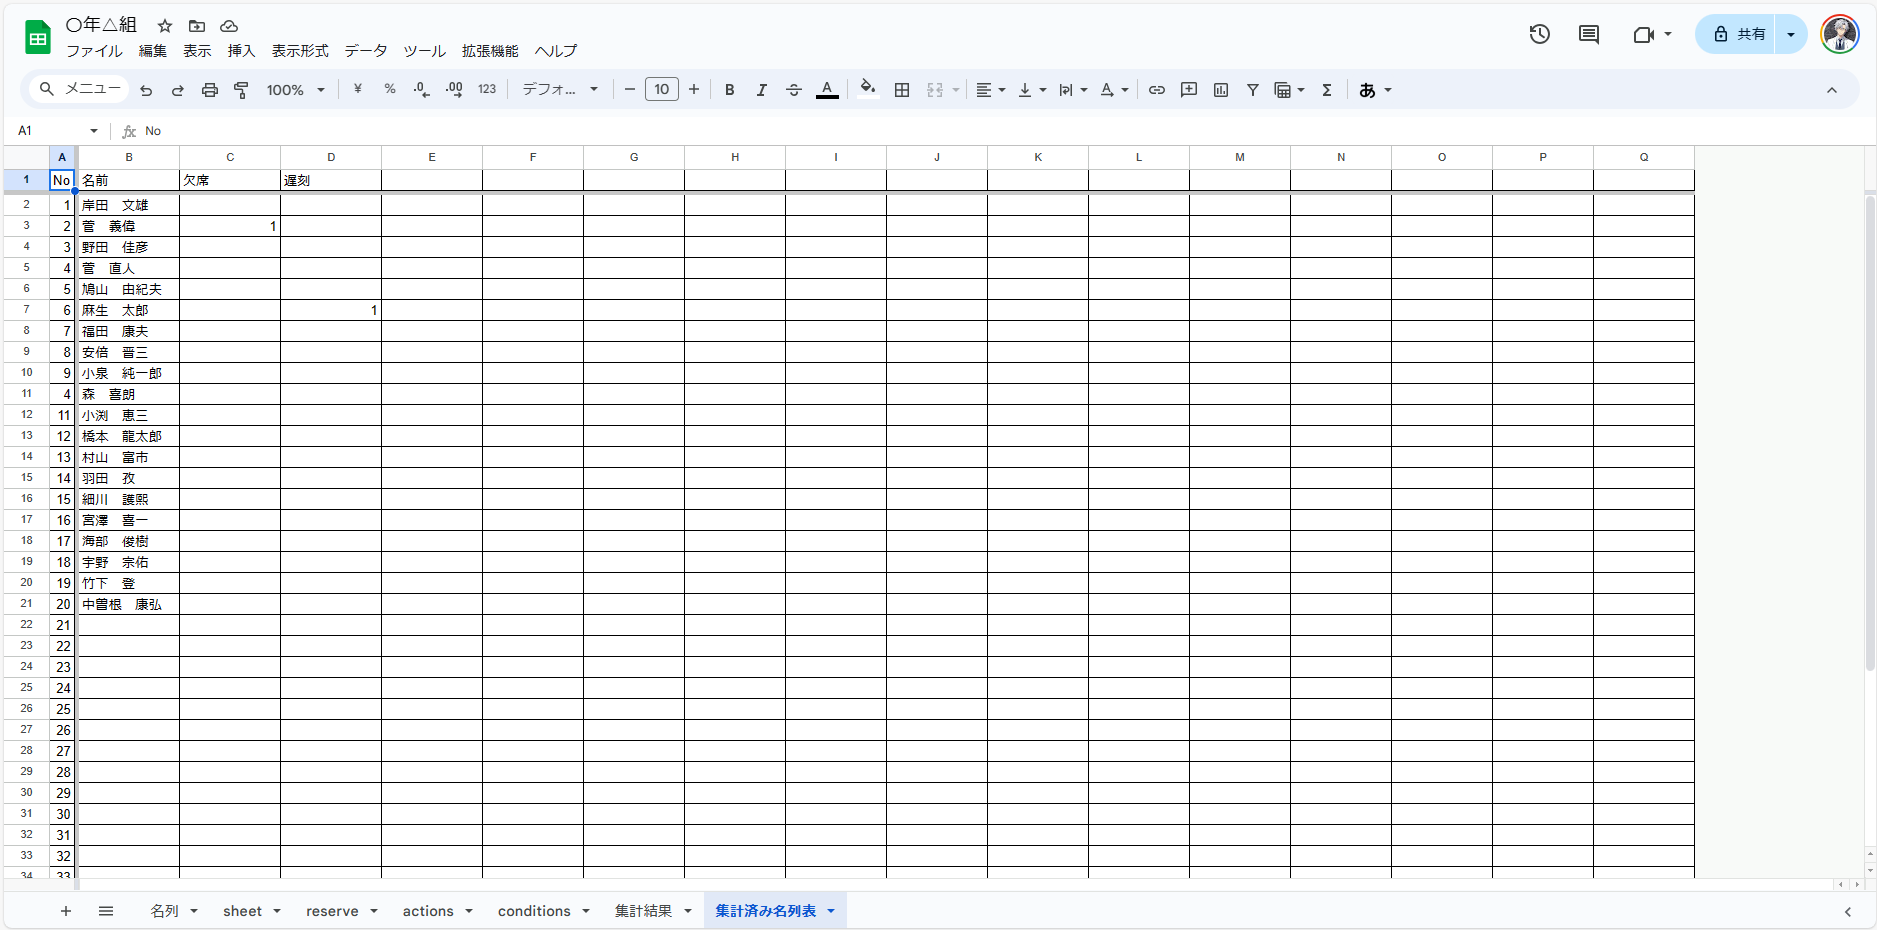 〇年△組
ファイル 編集 表示 挿入 表示形式 データ ツール 拡張機能 ヘルプ
共有
メニュー 100% ¥ % .0 .00 123 デフォ... 10 B I A あ
A1 fx No
A B C D E F G H I J K L M N O P Q
1 No 名前 欠席 遅刻
2 1 岸田 文雄
3 2 菅 義偉 1
4 3 野田 佳彦
5 4 菅 直人
6 5 鳩山 由紀夫
7 6 麻生 太郎 1
8 7 福田 康夫
9 8 安倍 晋三
10 9 小泉 純一郎
11 4 森 喜朗
12 11 小渕 恵三
13 12 橋本 龍太郎
14 13 村山 富市
15 14 羽田 孜
16 15 細川 護熙
17 16 宮澤 喜一
18 17 海部 俊樹
19 18 宇野 宗佑
20 19 竹下 登
21 20 中曽根 康弘
22 21
23 22
24 23
25 24
26 25
27 26
28 27
29 28
30 29
31 30
32 31
33 32
34 33
名列 sheet reserve actions conditions 集計結果 集計済み名列表